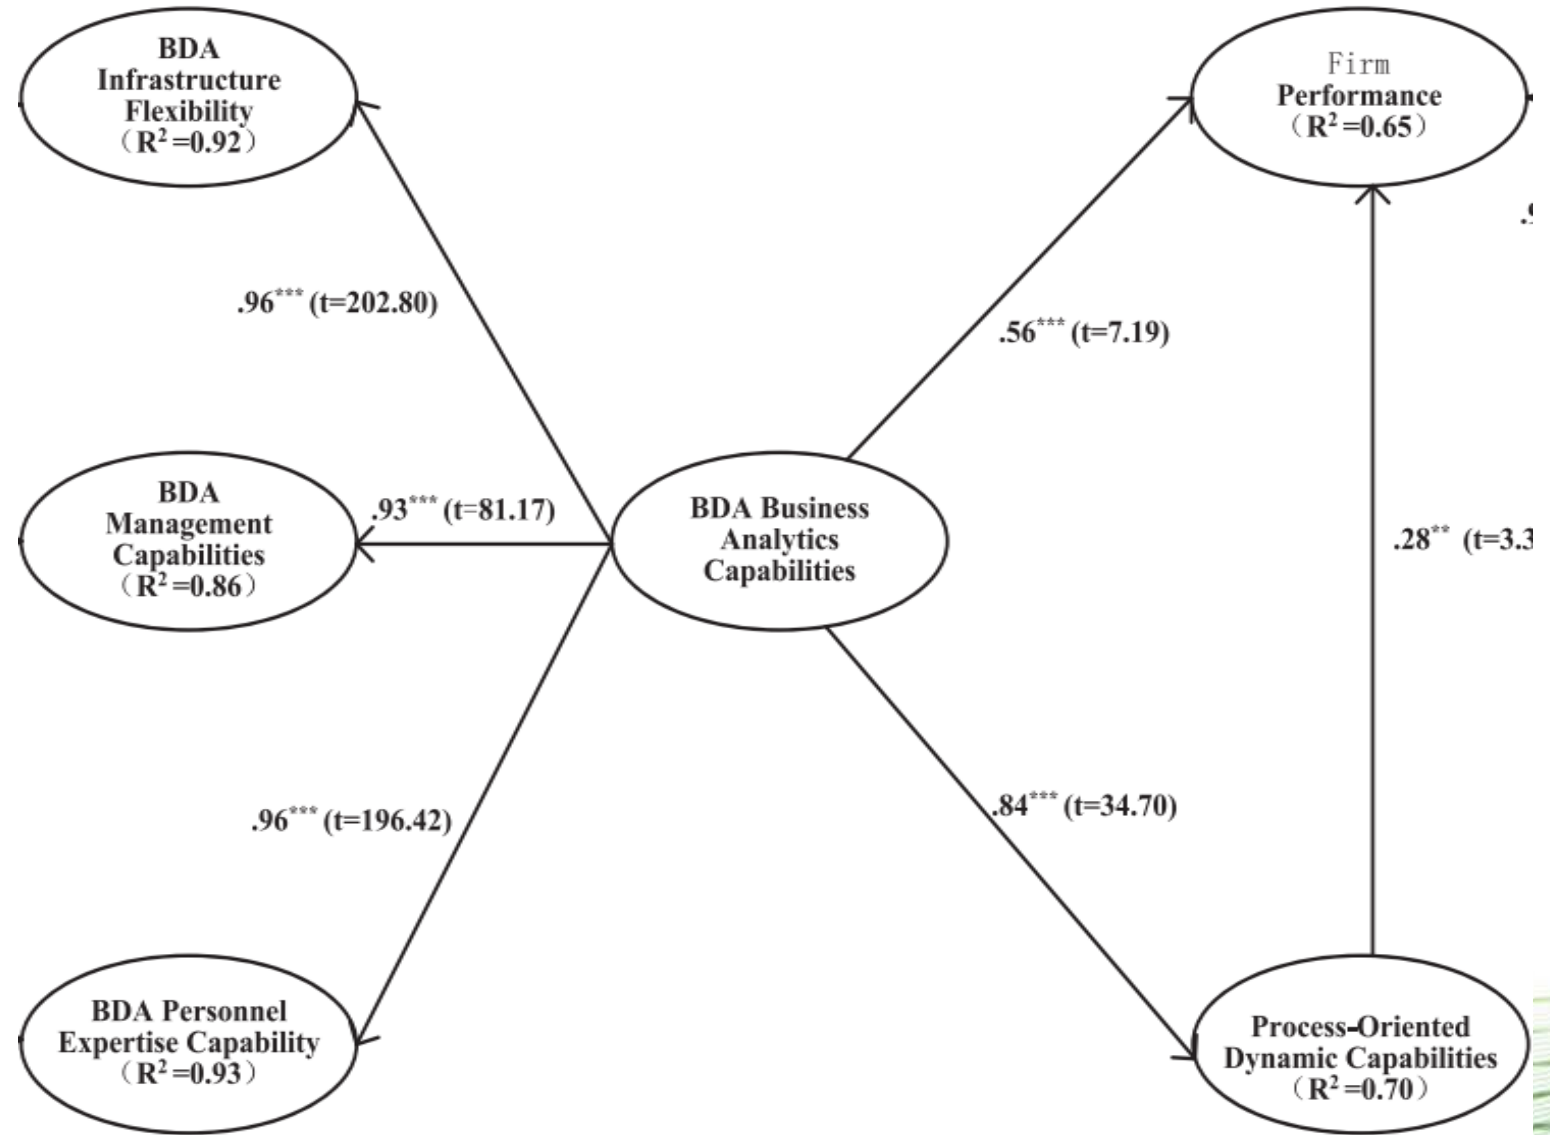 BDA
Infrastructure
Flexibility
（R²=0.92）
Firm
Performance
（R²=0.65）
.96*** (t=202.80)
.56*** (t=7.19)
BDA
Management
Capabilities
（R²=0.86）
.93*** (t=81.17)
BDA Business
Analytics
Capabilities
.28** (t=3.3
.96*** (t=196.42)
.84*** (t=34.70)
BDA Personnel
Expertise Capability
（R²=0.93）
Process-Oriented
Dynamic Capabilities
（R²=0.70）